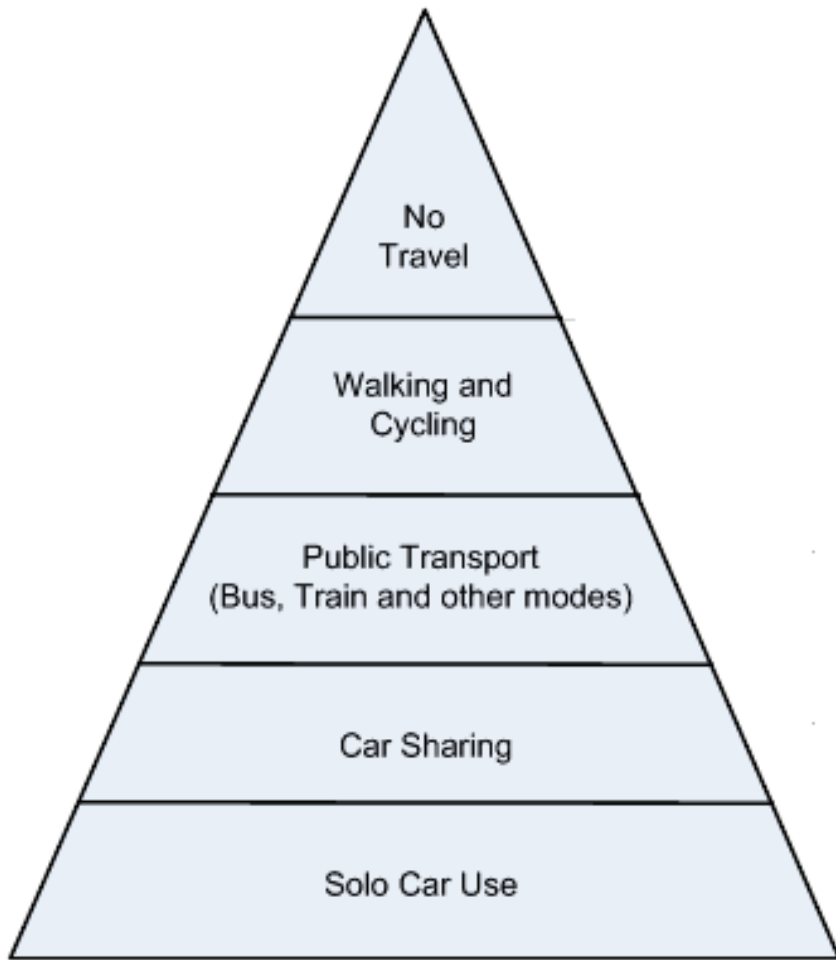 No
Travel
Walking and
Cycling
Public Transport
(Bus, Train and other modes)
Car Sharing
Solo Car Use